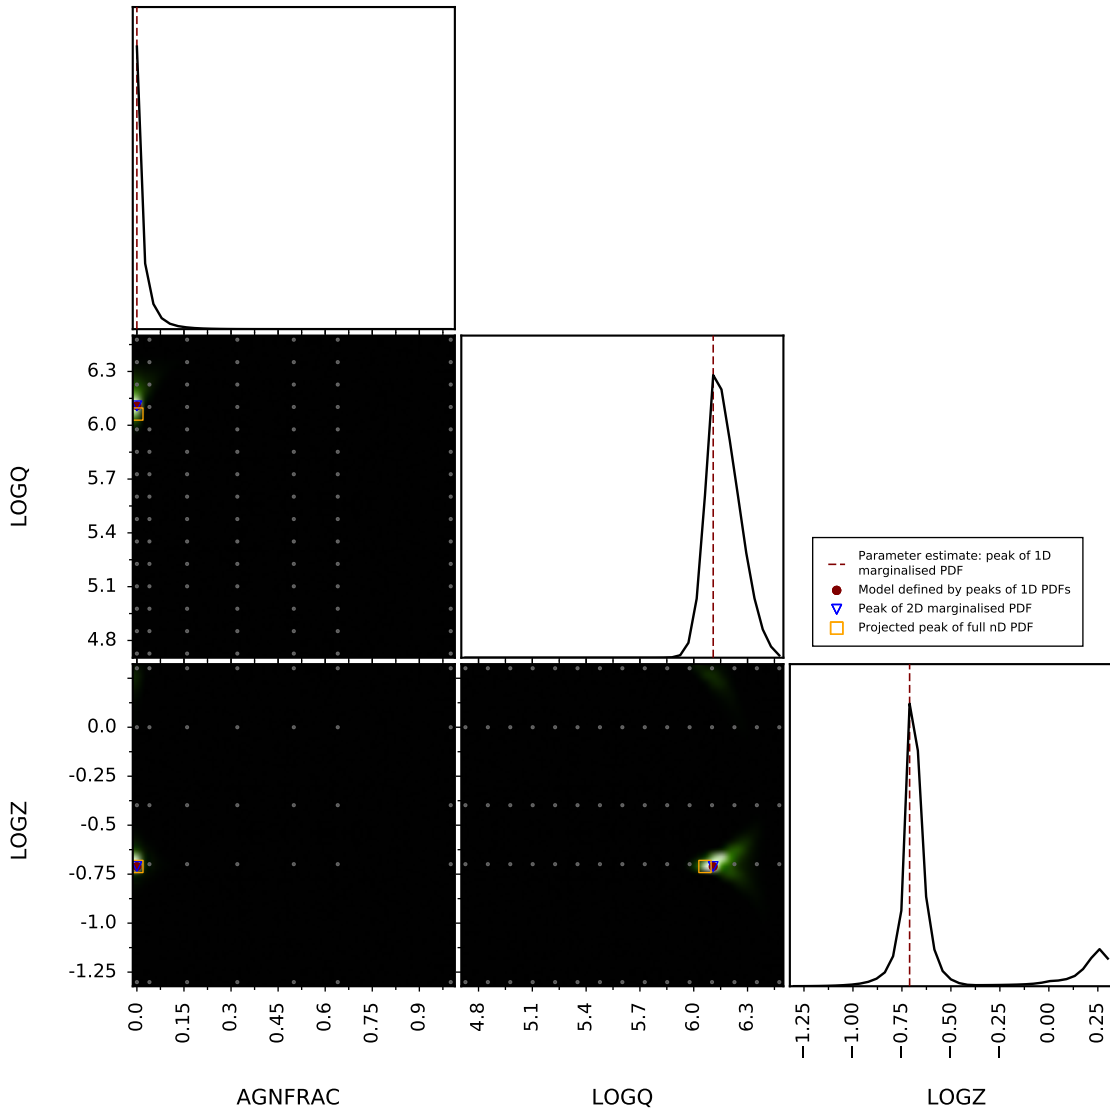 6.3
6.0
5.7
5.4
5.1
4.8
LOGQ
Parameter estimate: peak of 1D
marginalised PDF
Model defined by peaks of 1D PDFs
Peak of 2D marginalised PDF
Projected peak of full nD PDF
0.0
-0.25
-0.5
-0.75
-1.0
-1.25
LOGZ
0.0 0.15 0.3 0.45 0.6 0.75 0.9
4.8 5.1 5.4 5.7 6.0 6.3
−1.25 −1.00 −0.75 −0.50 −0.25 0.00 0.25
AGNFRAC LOGQ LOGZ